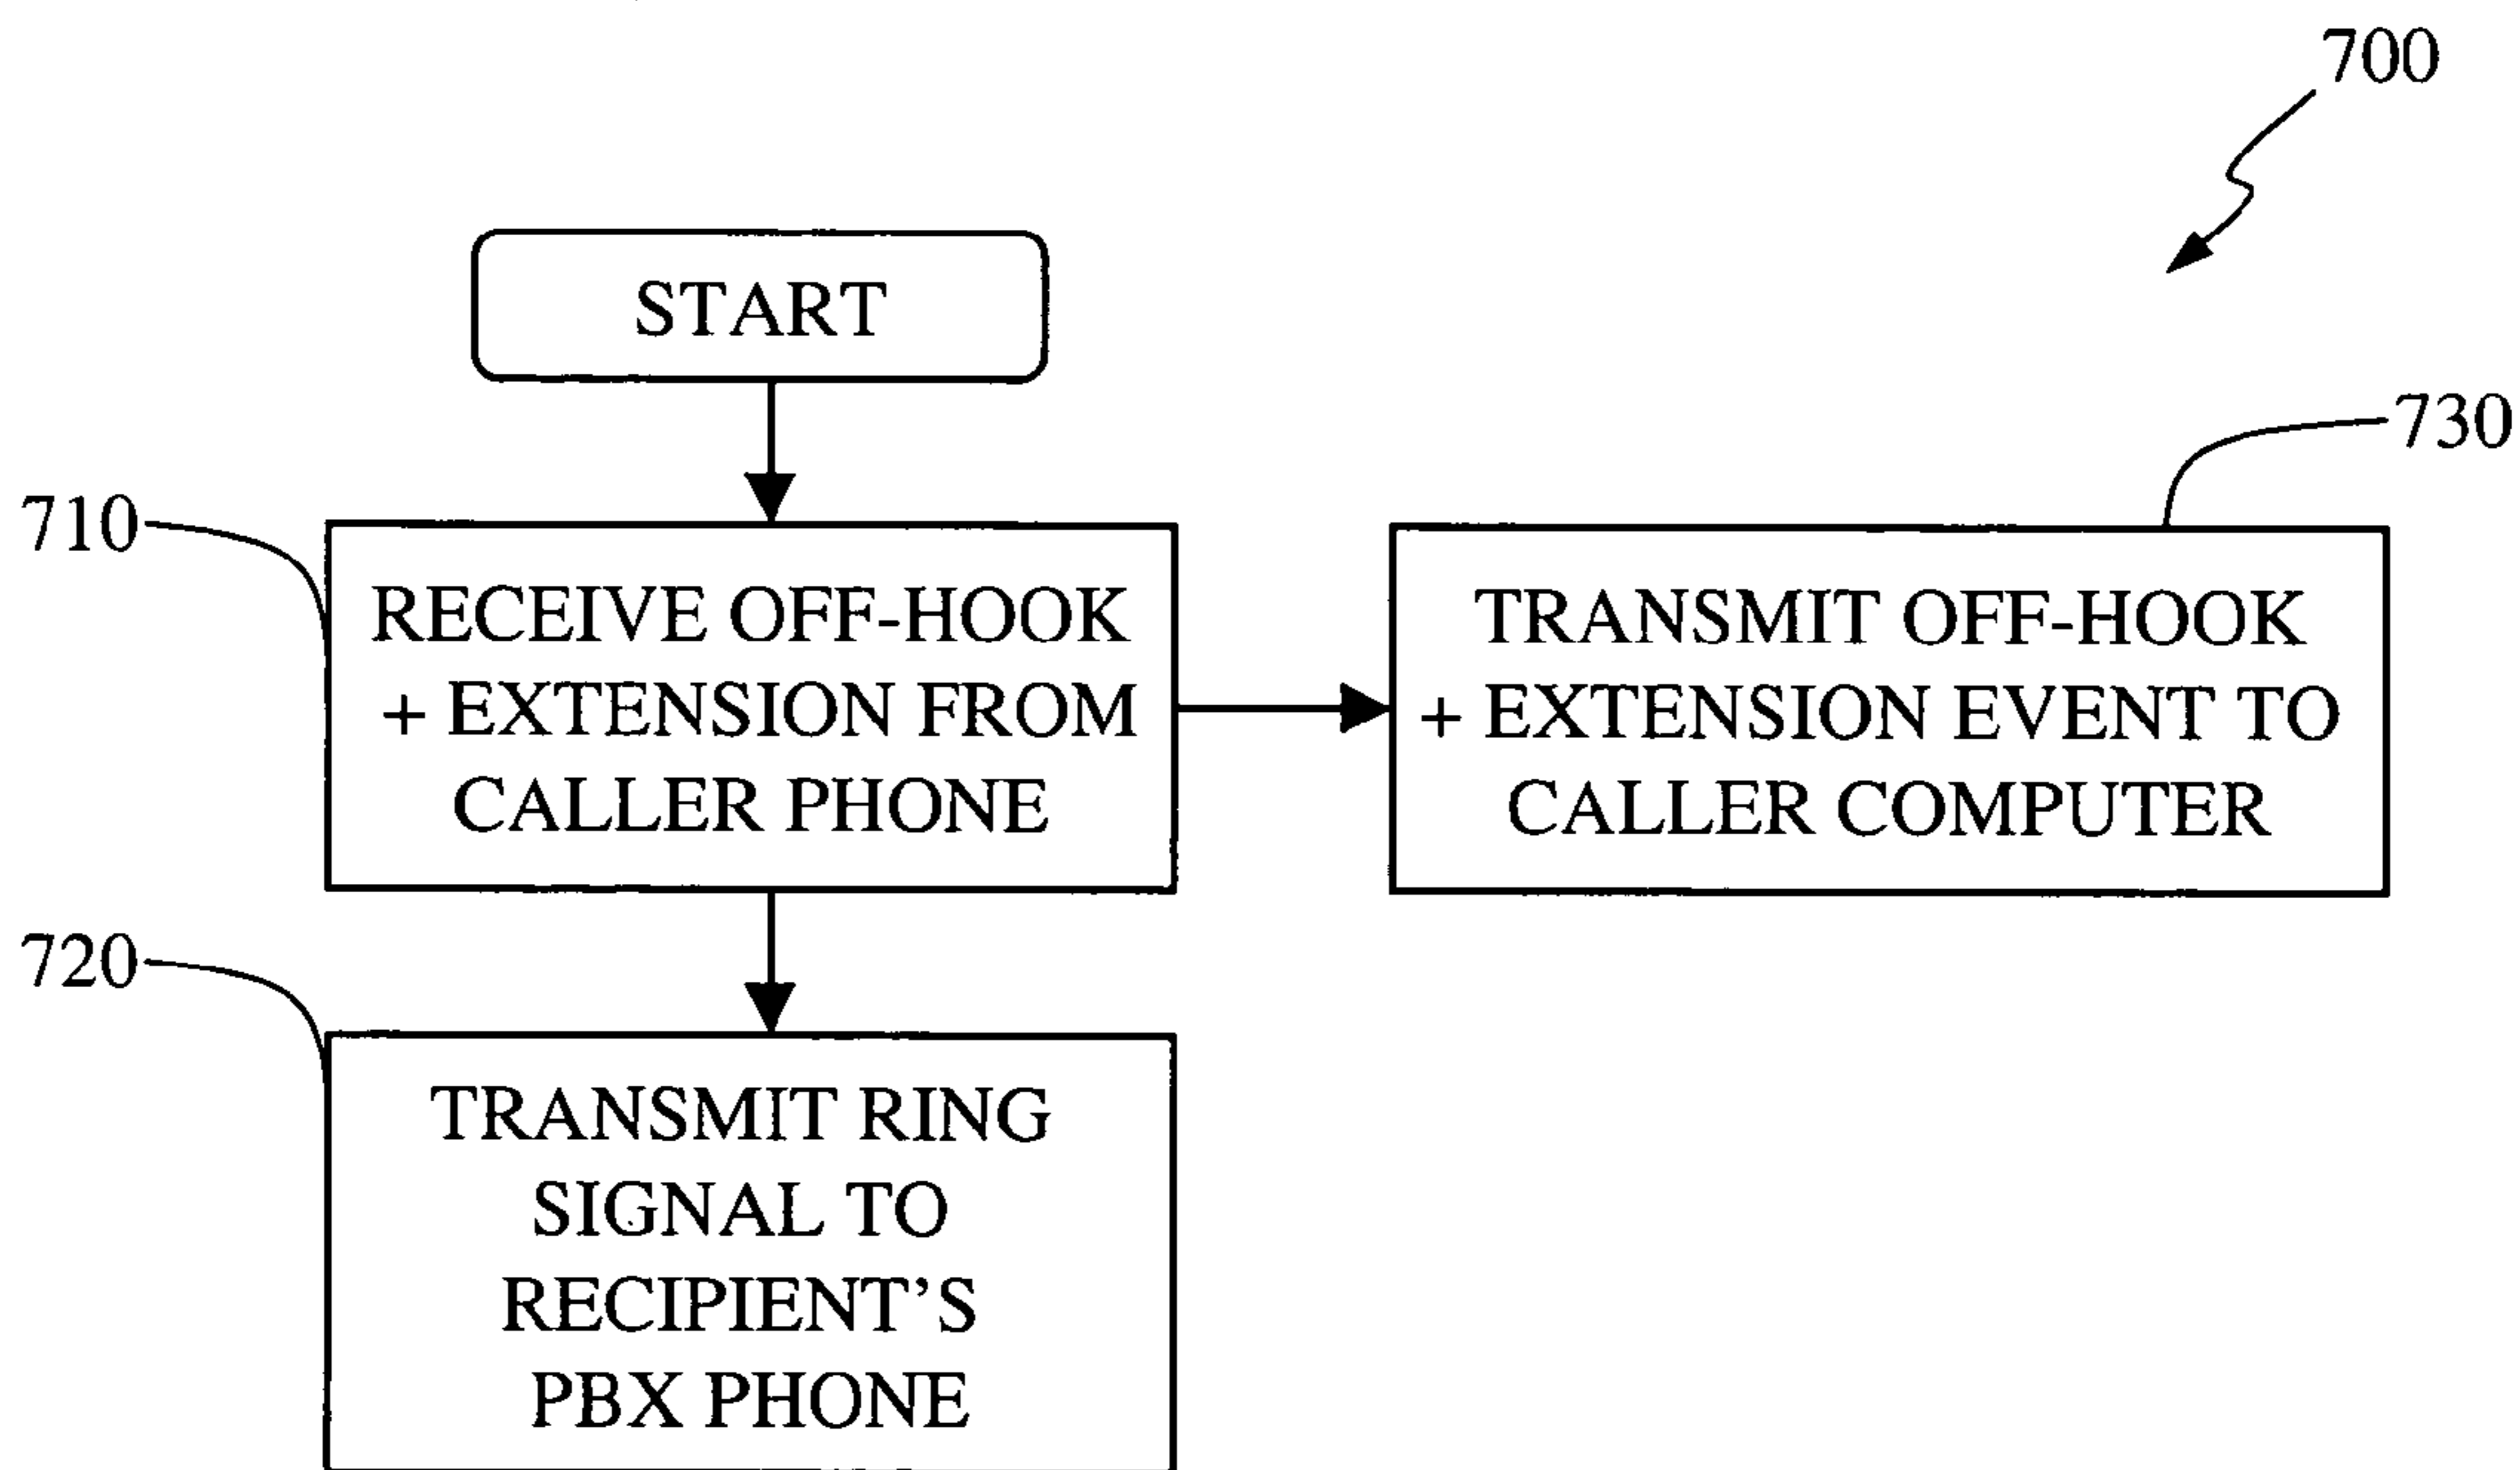 700
START
730
710
RECEIVE OFF-HOOK
+ EXTENSION FROM
CALLER PHONE
TRANSMIT OFF-HOOK
+ EXTENSION EVENT TO
CALLER COMPUTER
720
TRANSMIT RING
SIGNAL TO
RECIPIENT’S
PBX PHONE